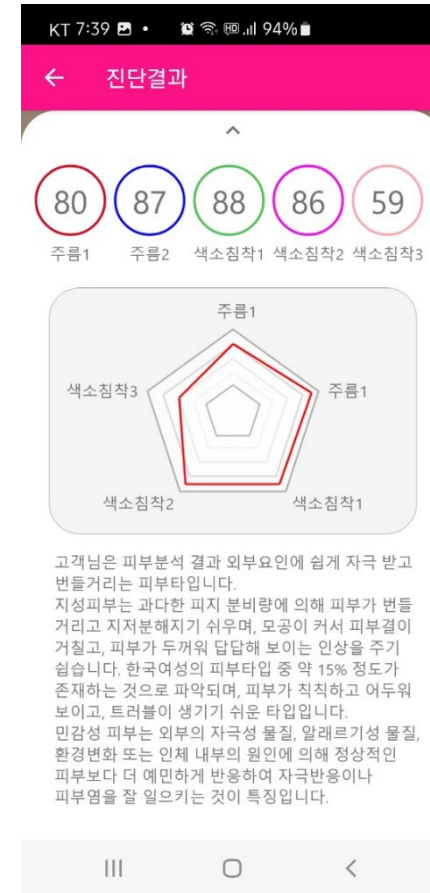 KT 7:39 HD 94%
진단결과
80 87 88 86 59
주름1 주름2 색소침착1 색소침착2 색소침착3
주름1
색소침착3 주름1
색소침착2 색소침착1
고객님은 피부분석 결과 외부요인에 쉽게 자극 받고
번들거리는 피부타입니다.
지성피부는 과다한 피지 분비량에 의해 피부가 번들
거리고 지저분해지기 쉬우며, 모공이 커서 피부결이
거칠고, 피부가 두꺼워 답답해 보이는 인상을 주기
쉽습니다. 한국여성의 피부타입 중 약 15% 정도가
존재하는 것으로 파악되며, 피부가 칙칙하고 어두워
보이고, 트러블이 생기기 쉬운 타입입니다.
민감성 피부는 외부의 자극성 물질, 알래르기성 물질,
환경변화 또는 인체 내부의 원인에 의해 정상적인
피부보다 더 예민하게 반응하여 자극반응이나
피부염을 잘 일으키는 것이 특징입니다.